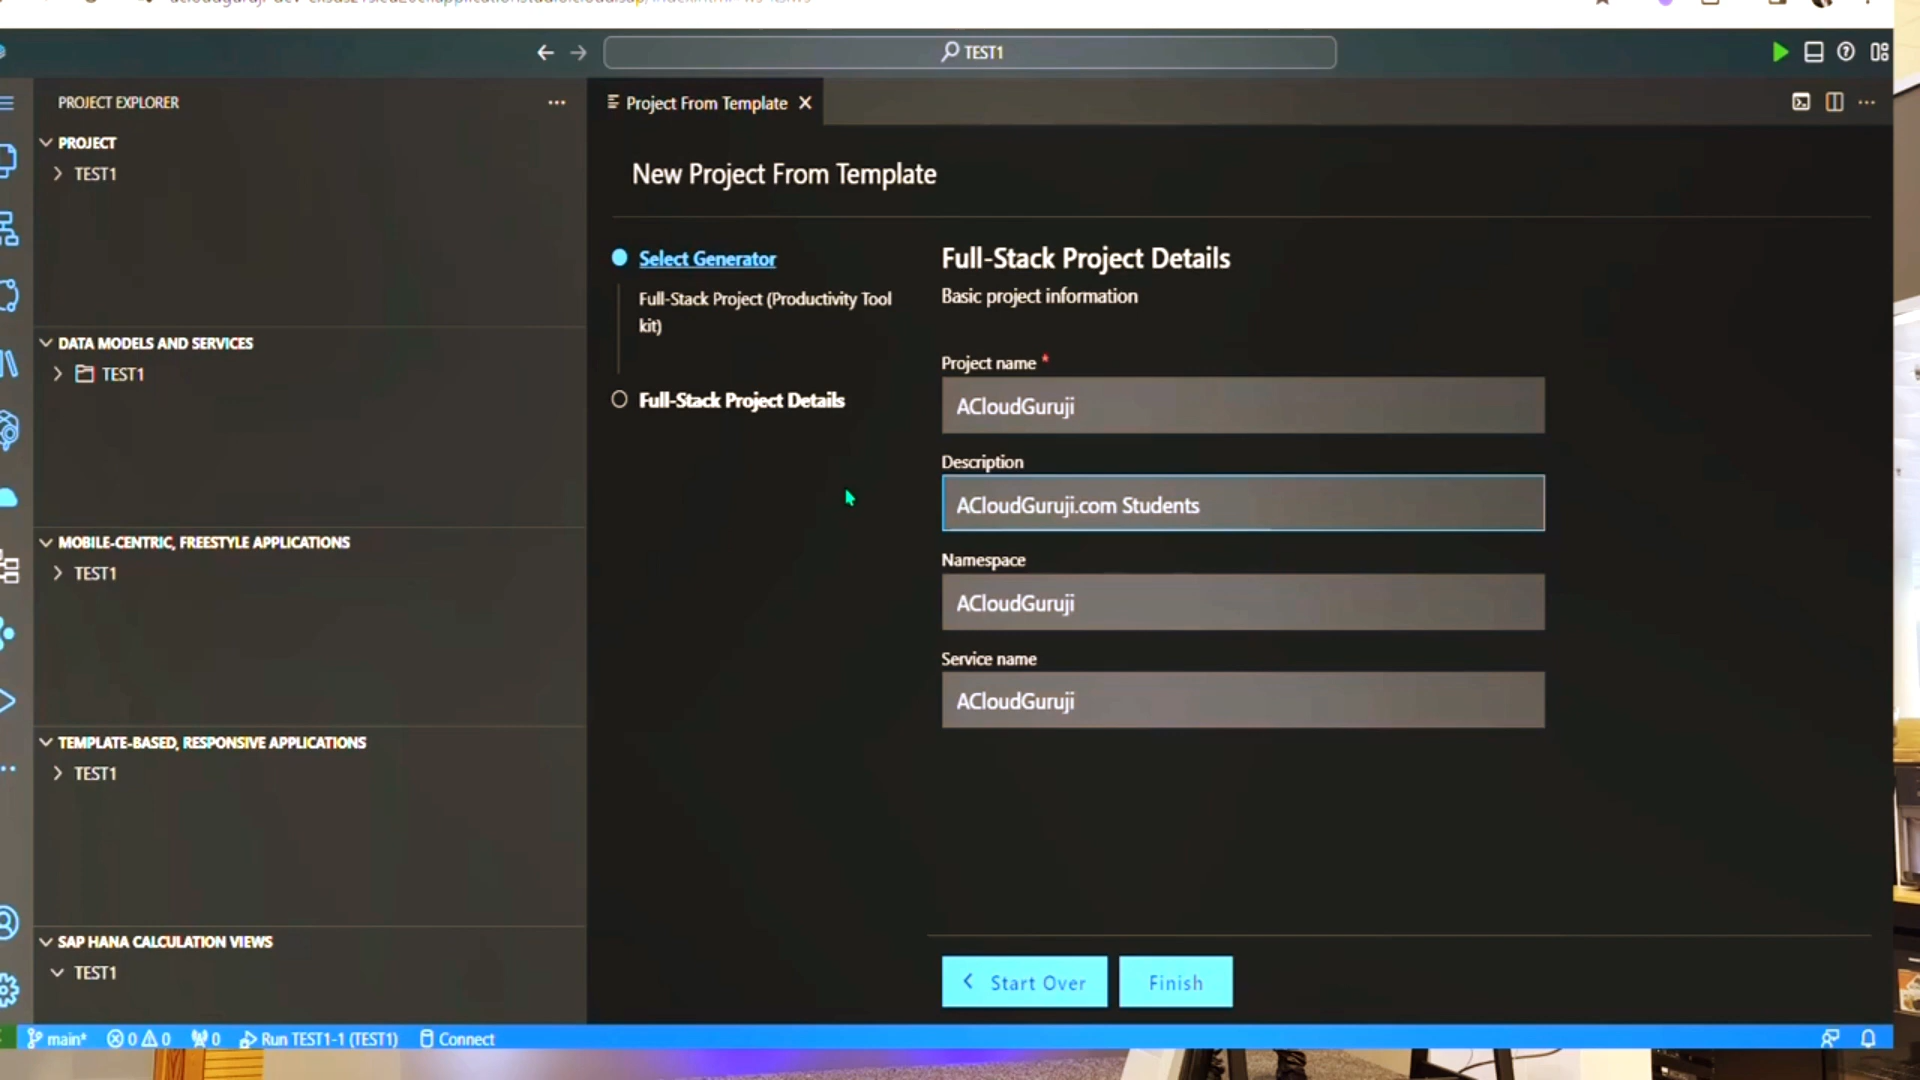 TEST1
PROJECT EXPLORER
Project From Template
PROJECT
TEST1
New Project From Template
Select Generator
Full-Stack Project (Productivity Tool
kit)
Full-Stack Project Details
Full-Stack Project Details
Basic project information
Project name *
ACloudGuruji
Description
ACloudGuruji.com Students
Namespace
ACloudGuruji
Service name
ACloudGuruji
DATA MODELS AND SERVICES
TEST1
MOBILE-CENTRIC, FREESTYLE APPLICATIONS
TEST1
TEMPLATE-BASED, RESPONSIVE APPLICATIONS
TEST1
SAP HANA CALCULATION VIEWS
TEST1
Start Over
Finish
main* 0 0 0 Run TEST1-1 (TEST1) Connect